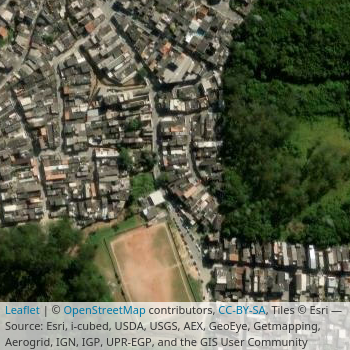 Leaflet | © OpenStreetMap contributors, CC-BY-SA, Tiles © Esri —
Source: Esri, i-cubed, USDA, USGS, AEX, GeoEye, Getmapping,
Aerogrid, IGN, IGP, UPR-EGP, and the GIS User Community